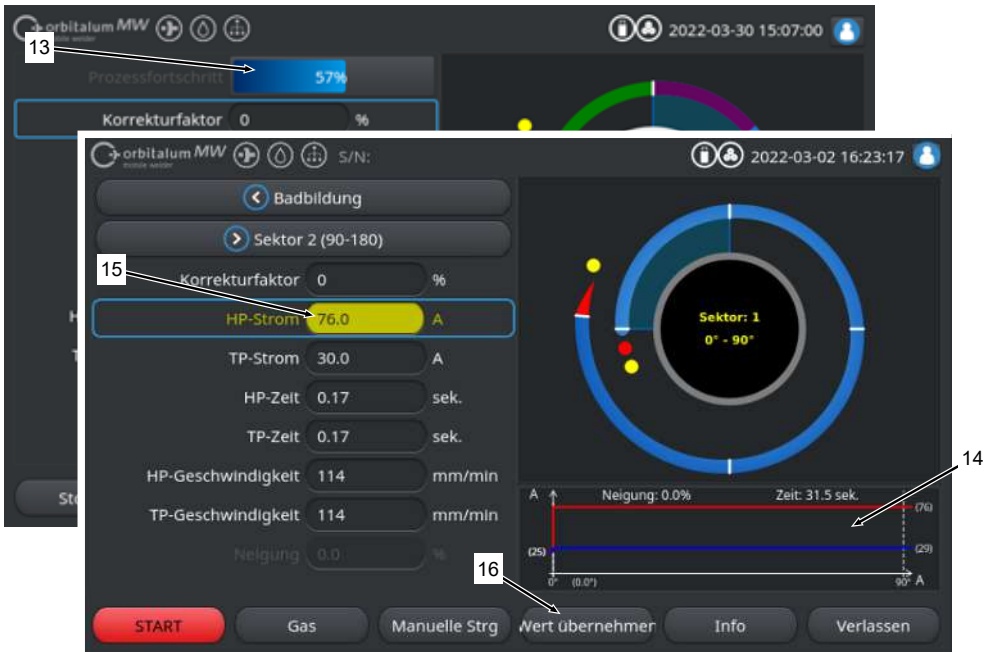 orbitalum MW
mobile welder
2022-03-30 15:07:00
13
Prozessfortschritt 57%
Korrekturfaktor 0 %
orbitalum MW S/N:
mobile welder
2022-03-02 16:23:17
Badbildung
Sektor 2 (90-180)
15
Korrekturfaktor 0 %
HP-Strom 76.0 A
TP-Strom 30.0 A
HP-Zeit 0.17 sek.
TP-Zeit 0.17 sek.
HP-Geschwindigkeit 114 mm/min
TP-Geschwindigkeit 114 mm/min
Neigung 0.0 %
Sektor: 1
0° - 90°
14
A Neigung: 0.0% Zeit: 31.5 sek.
(76)
(25) (29)
0° (0.0°) 90° A
16
START Gas Manuelle Strg Wert übernehmen Info Verlassen